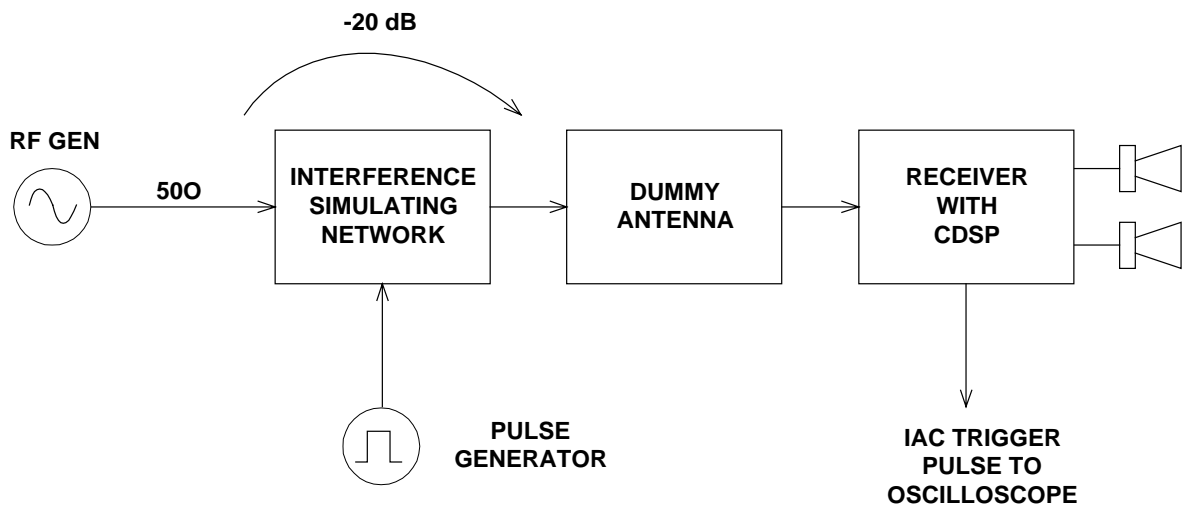 -20 dB
RF GEN
50O
INTERFERENCE
SIMULATING
NETWORK
DUMMY
ANTENNA
RECEIVER
WITH
CDSP
PULSE
GENERATOR
IAC TRIGGER
PULSE TO
OSCILLOSCOPE